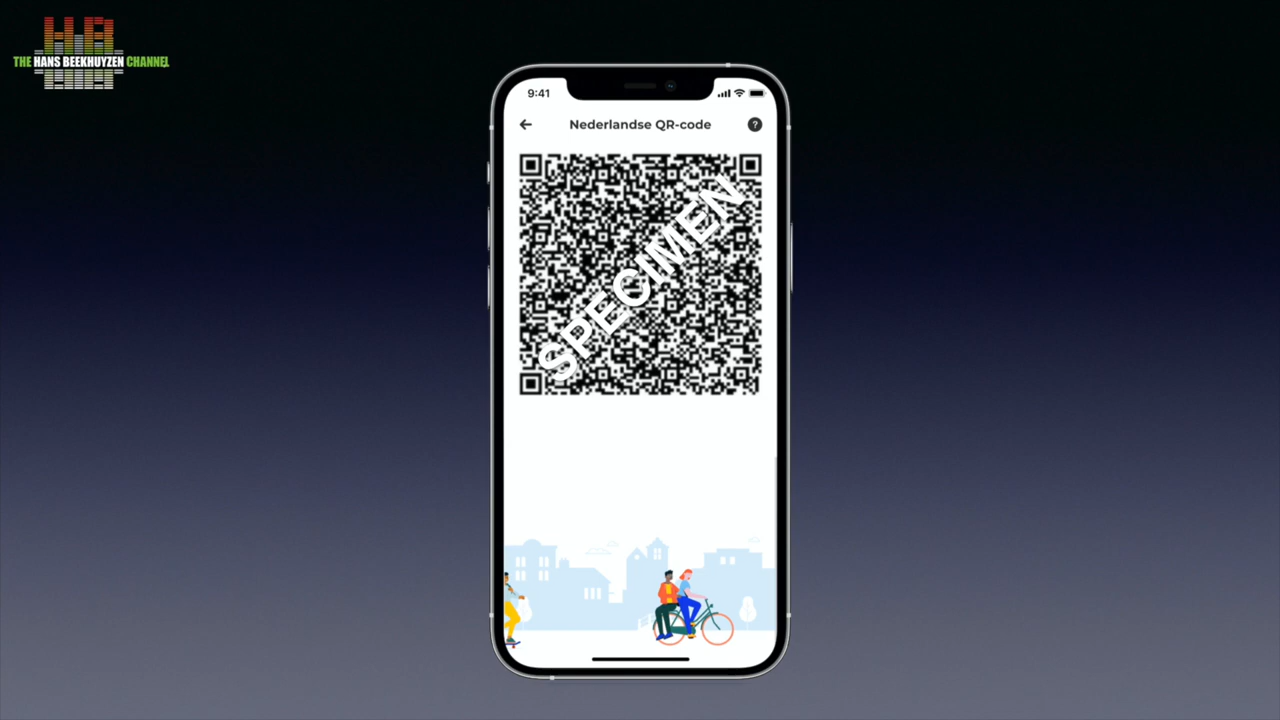 THE HANS BEEKHUYZEN CHANNEL
9:41
Nederlandse QR-code
?
SPECIMEN